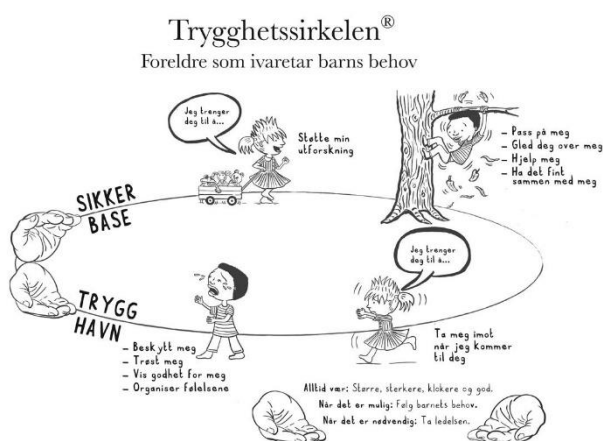 Trygghetssirkelen®
Foreldre som ivaretar barns behov
Jeg trenger
deg til å...
Støtte min
utforskning
– Pass på meg
– Gled deg over meg
– Hjelp meg
– Ha det fint
sammen med meg
SIKKER
BASE
TRYGG
HAVN
Jeg trenger
deg til å...
Ta meg imot
når jeg kommer
til deg
– Beskytt meg
– Trøst meg
– Vis godhet for meg
– Organiser følelsene
Alltid vær: Større, sterkere, klokere og god.
Når det er mulig: Følg barnets behov.
Når det er nødvendig: Ta ledelsen.